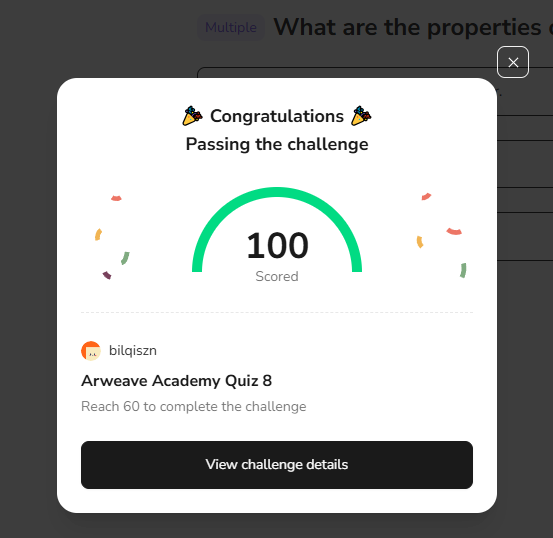 Multiple What are the properties
Congratulations
Passing the challenge
100
Scored
bilqiszn
Arweave Academy Quiz 8
Reach 60 to complete the challenge
View challenge details